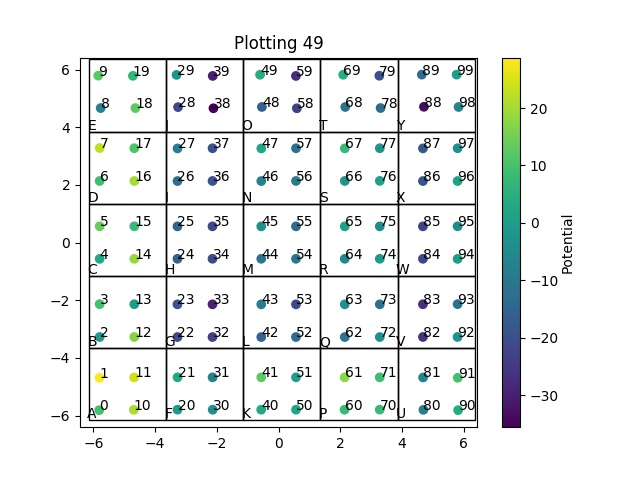 Plotting 49
6 9 19 29 39 49 59 69 79 89 99
8 18 28 38 48 58 68 78 88 98
4 E J O T Y
7 17 27 37 47 57 67 77 87 97
2 6 16 26 36 46 56 66 76 86 96
D I N S X
0 5 15 25 35 45 55 65 75 85 95
4 14 24 34 44 54 64 74 84 94
C H M R W
−2 3 13 23 33 43 53 63 73 83 93
2 12 22 32 42 52 62 72 82 92
B G L Q V
−4 1 11 21 31 41 51 61 71 81 91
0 10 20 30 40 50 60 70 80 90
−6 A F K P U
−6 −4 −2 0 2 4 6
20
10
0
−10
−20
−30
Potential